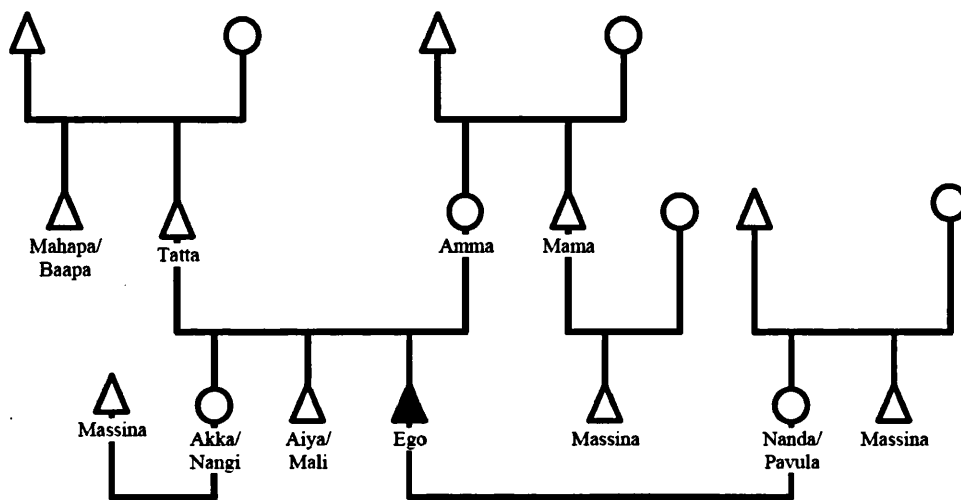 Mahapa/
Baapa
Tatta
Amma
Mama
Massina
Akka/
Nangi
Aiya/
Mali
Ego
Massina
Nanda/
Pavula
Massina